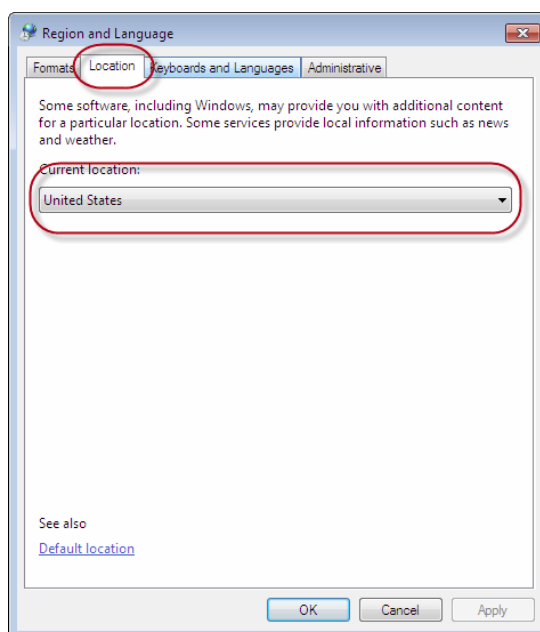 Region and Language
Formats Location Keyboards and Languages Administrative
Some software, including Windows, may provide you with additional content
for a particular location. Some services provide local information such as news
and weather.
Current location:
United States
See also
Default location
OK Cancel Apply